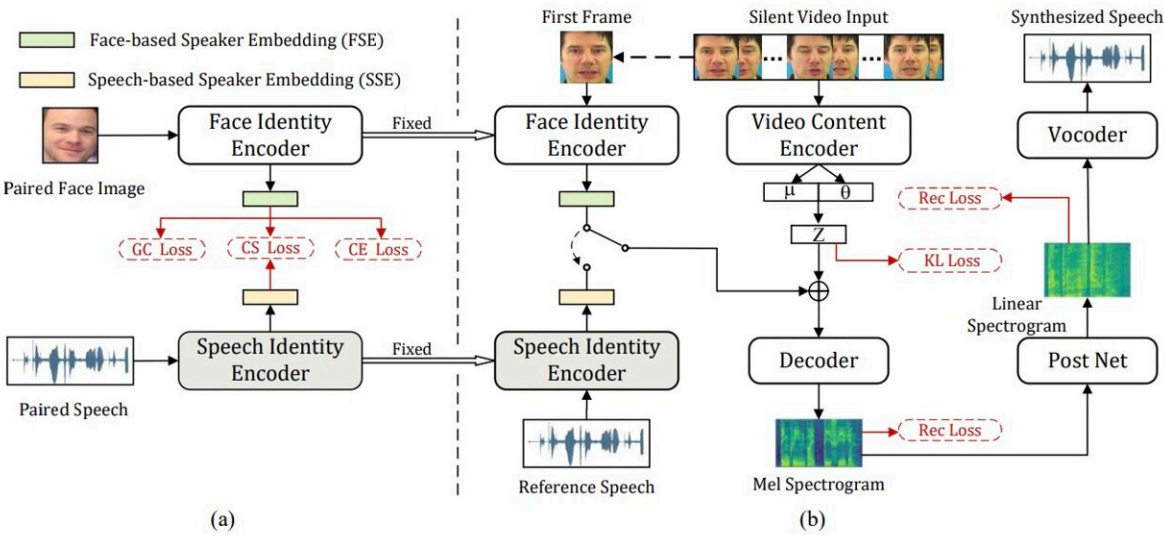 Face-based Speaker Embedding (FSE)
Speech-based Speaker Embedding (SSE)
Paired Face Image
Face Identity
Encoder
Fixed
GC Loss
CS Loss
CE Loss
Speech Identity
Encoder
Fixed
Paired Speech
(a)
First Frame
Silent Video Input
Synthesized Speech
Face Identity
Encoder
Video Content
Encoder
Vocoder
μ
θ
Rec Loss
Z
KL Loss
Linear
Spectrogram
Speech Identity
Encoder
Decoder
Post Net
Rec Loss
Reference Speech
Mel Spectrogram
(b)